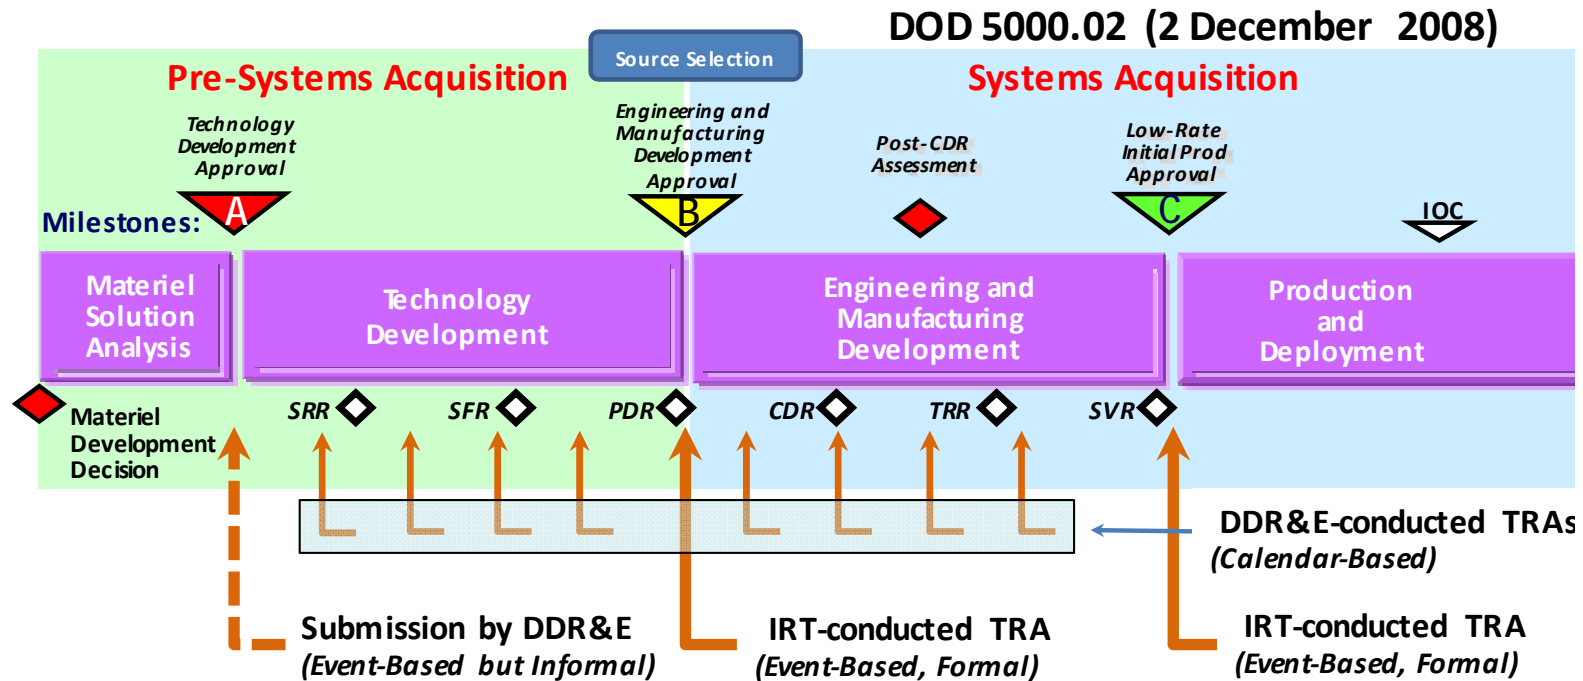 DOD 5000.02 (2 December 2008)
Source Selection
Pre-Systems Acquisition
Systems Acquisition
Technology
Development
Approval
Engineering and
Manufacturing
Development
Approval
Post-CDR
Assessment
Low-Rate
Initial Prod
Approval
Milestones:
A
B
C
IOC
Materiel
Solution
Analysis
Technology
Development
Engineering and
Manufacturing
Development
Production
and
Deployment
Materiel
Development
Decision
SRR
SFR
PDR
CDR
TRR
SVR
DDR&E-conducted TRAs
(Calendar-Based)
Submission by DDR&E
(Event-Based but Informal)
IRT-conducted TRA
(Event-Based, Formal)
IRT-conducted TRA
(Event-Based, Formal)